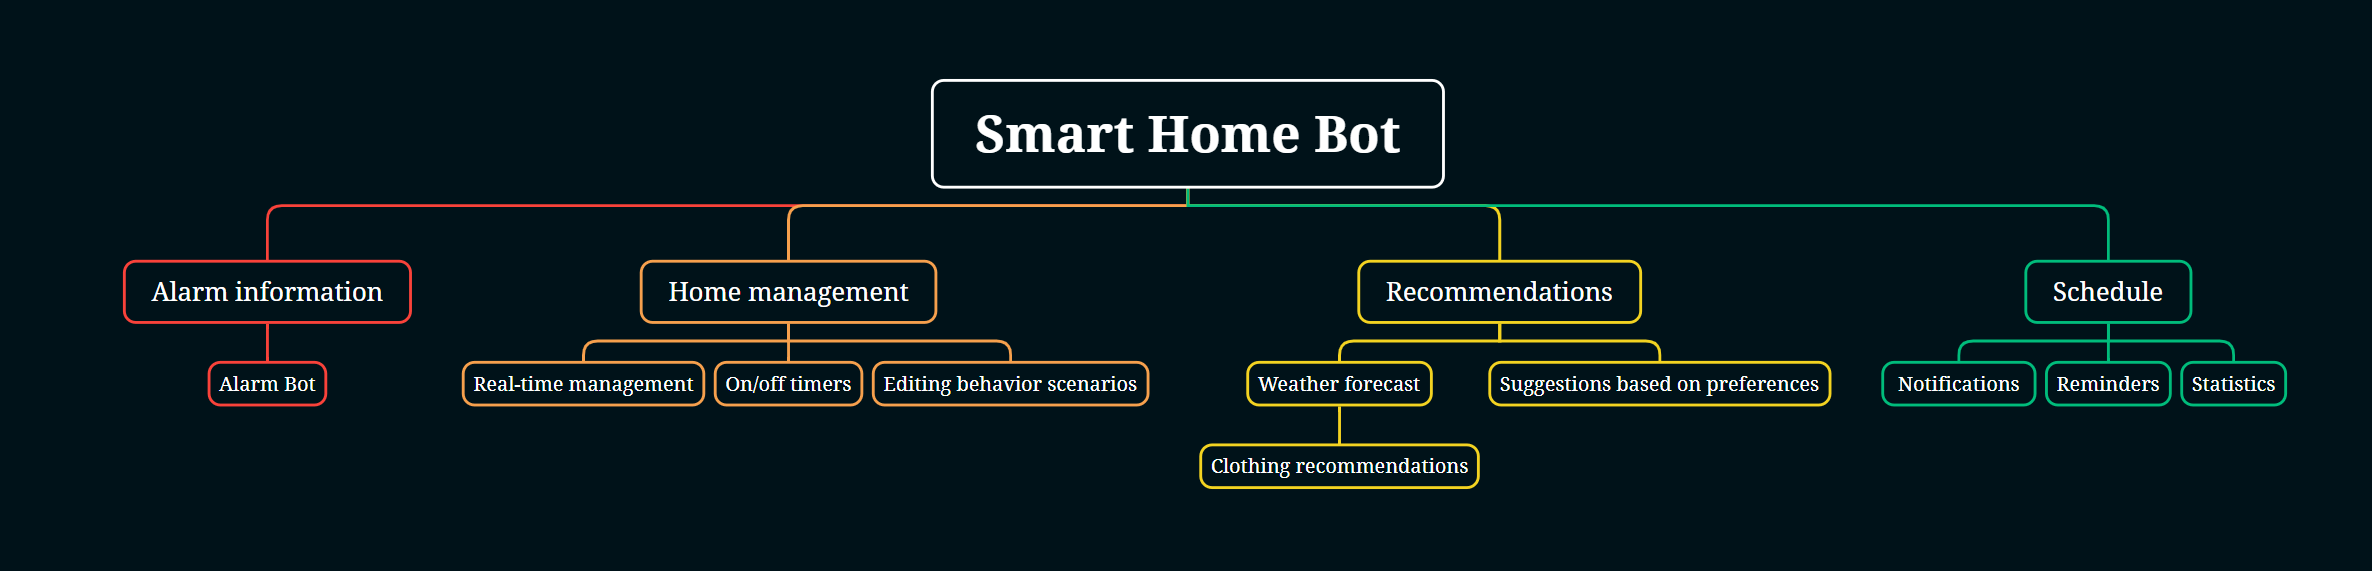 Smart Home Bot
Alarm information
Home management
Recommendations
Schedule
Alarm Bot
Real-time management
On/off timers
Editing behavior scenarios
Weather forecast
Suggestions based on preferences
Notifications
Reminders
Statistics
Clothing recommendations